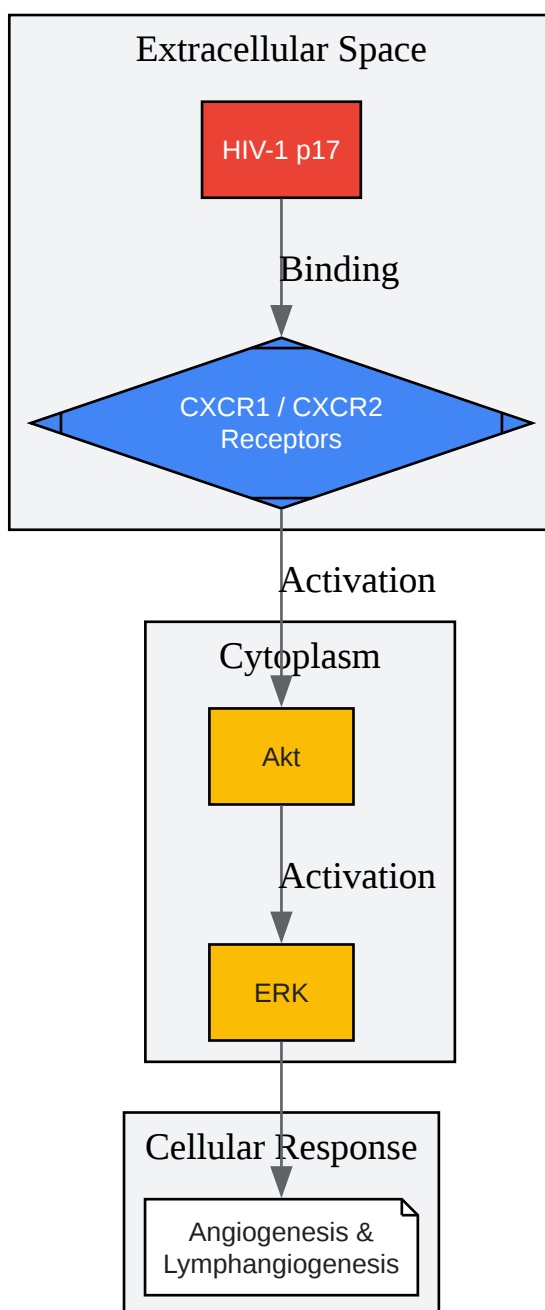 Extracellular Space
HIV-1 p17
Binding
CXCR1 / CXCR2
Receptors
Activation
Cytoplasm
Akt
Activation
ERK
Cellular Response
Angiogenesis &
Lymphangiogenesis